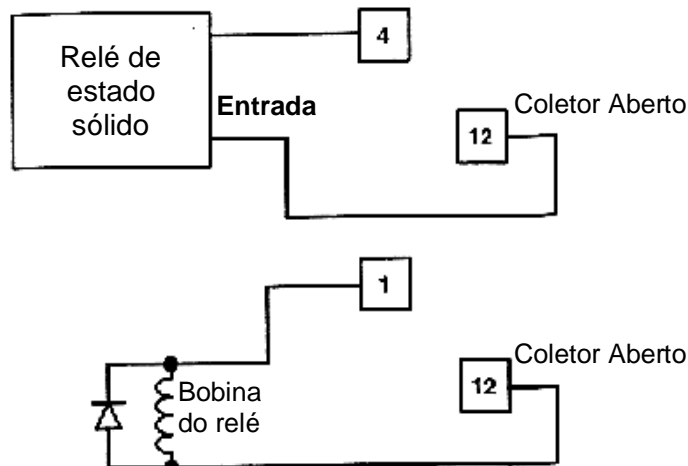 4
Relé de
estado
sólido
Entrada
Coletor Aberto
12
1
Coletor Aberto
12
Bobina
do relé